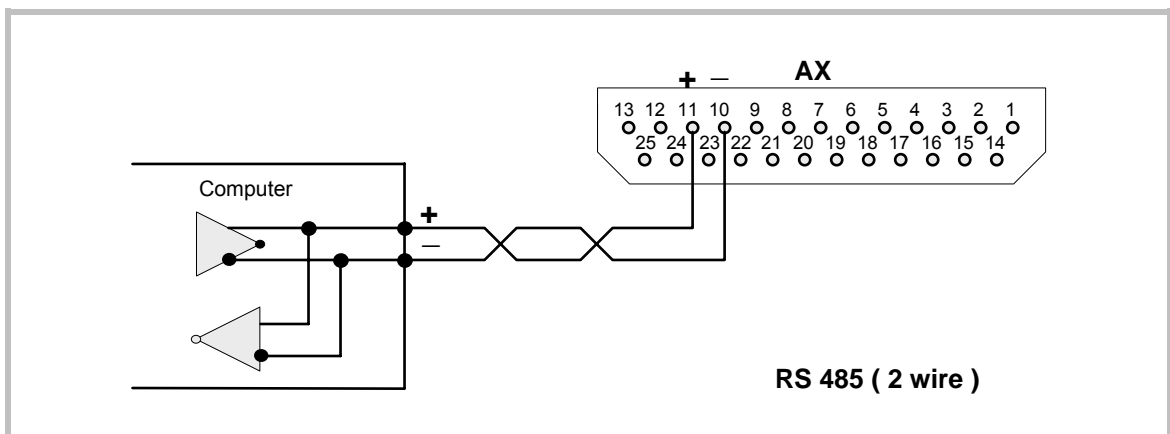 AX
+ –
13 12 11 10 9 8 7 6 5 4 3 2 1
25 24 23 22 21 20 19 18 17 16 15 14
Computer
+
–
RS 485 ( 2 wire )